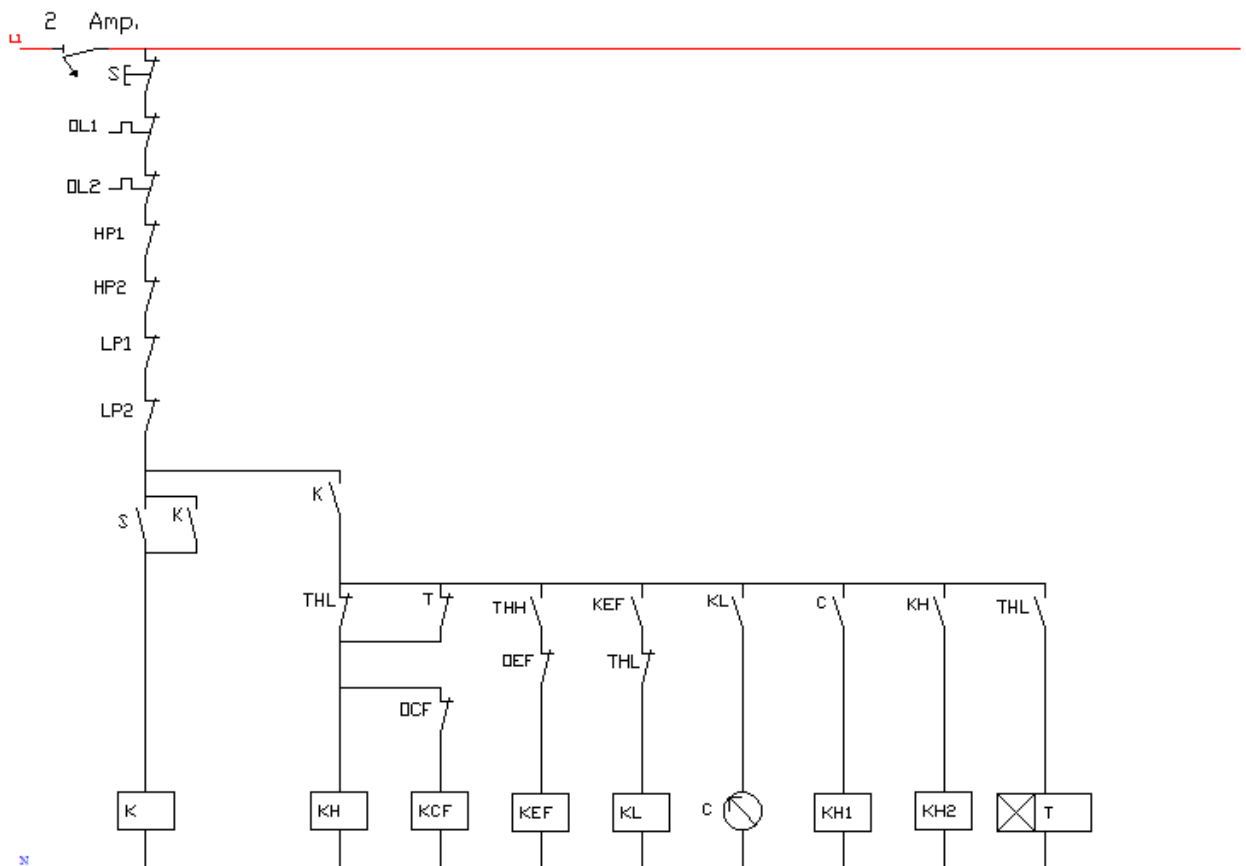 2 Amp.
L1
S
OL1
OL2
HP1
HP2
LP1
LP2
K
S K
THL T THH KEF KL C KH THL
OEF THL
OCF
K KH KCF KEF KL C KH1 KH2 T
N